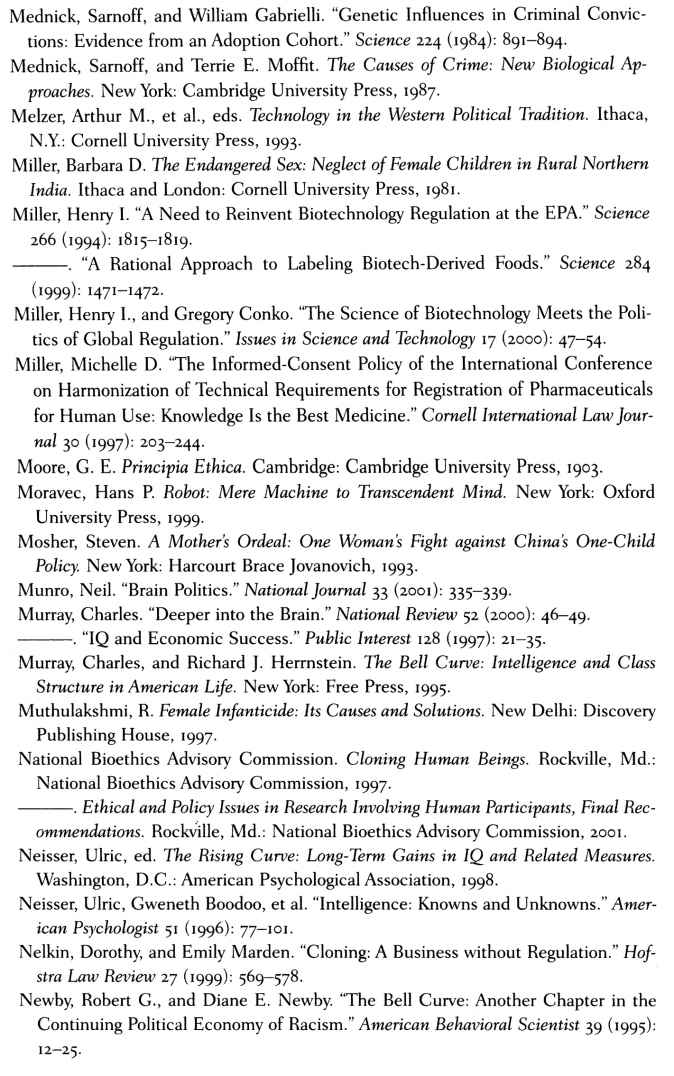 Mednick, Sarnoff, and William Gabrielli. “Genetic Influences in Criminal Convic-
tions: Evidence from an Adoption Cohort.” Science 224 (1984): 891–894.
Mednick, Sarnoff, and Terrie E. Moffit. The Causes of Crime: New Biological Ap-
proaches. New York: Cambridge University Press, 1987.
Melzer, Arthur M., et al., eds. Technology in the Western Political Tradition. Ithaca,
N.Y.: Cornell University Press, 1993.
Miller, Barbara D. The Endangered Sex: Neglect of Female Children in Rural Northern
India. Ithaca and London: Cornell University Press, 1981.
Miller, Henry I. “A Need to Reinvent Biotechnology Regulation at the EPA.” Science
266 (1994): 1815–1819.
———. “A Rational Approach to Labeling Biotech-Derived Foods.” Science 284
(1999): 1471–1472.
Miller, Henry I., and Gregory Conko. “The Science of Biotechnology Meets the Poli-
tics of Global Regulation.” Issues in Science and Technology 17 (2000): 47–54.
Miller, Michelle D. “The Informed-Consent Policy of the International Conference
on Harmonization of Technical Requirements for Registration of Pharmaceuticals
for Human Use: Knowledge Is the Best Medicine.” Cornell International Law Jour-
nal 30 (1997): 203–244.
Moore, G. E. Principia Ethica. Cambridge: Cambridge University Press, 1903.
Moravec, Hans P. Robot: Mere Machine to Transcendent Mind. New York: Oxford
University Press, 1999.
Mosher, Steven. A Mother’s Ordeal: One Woman’s Fight against China’s One-Child
Policy. New York: Harcourt Brace Jovanovich, 1993.
Munro, Neil. “Brain Politics.” National Journal 33 (2001): 335–339.
Murray, Charles. “Deeper into the Brain.” National Review 52 (2000): 46–49.
———. “IQ and Economic Success.” Public Interest 128 (1997): 21–35.
Murray, Charles, and Richard J. Herrnstein. The Bell Curve: Intelligence and Class
Structure in American Life. New York: Free Press, 1995.
Muthulakshmi, R. Female Infanticide: Its Causes and Solutions. New Delhi: Discovery
Publishing House, 1997.
National Bioethics Advisory Commission. Cloning Human Beings. Rockville, Md.:
National Bioethics Advisory Commission, 1997.
———. Ethical and Policy Issues in Research Involving Human Participants, Final Rec-
ommendations. Rockville, Md.: National Bioethics Advisory Commission, 2001.
Neisser, Ulric, ed. The Rising Curve: Long-Term Gains in IQ and Related Measures.
Washington, D.C.: American Psychological Association, 1998.
Neisser, Ulric, Gweneth Boodoo, et al. “Intelligence: Knowns and Unknowns.” Amer-
ican Psychologist 51 (1996): 77–101.
Nelkin, Dorothy, and Emily Marden. “Cloning: A Business without Regulation.” Hof-
stra Law Review 27 (1999): 569–578.
Newby, Robert G., and Diane E. Newby. “The Bell Curve: Another Chapter in the
Continuing Political Economy of Racism.” American Behavioral Scientist 39 (1995):
12–25.